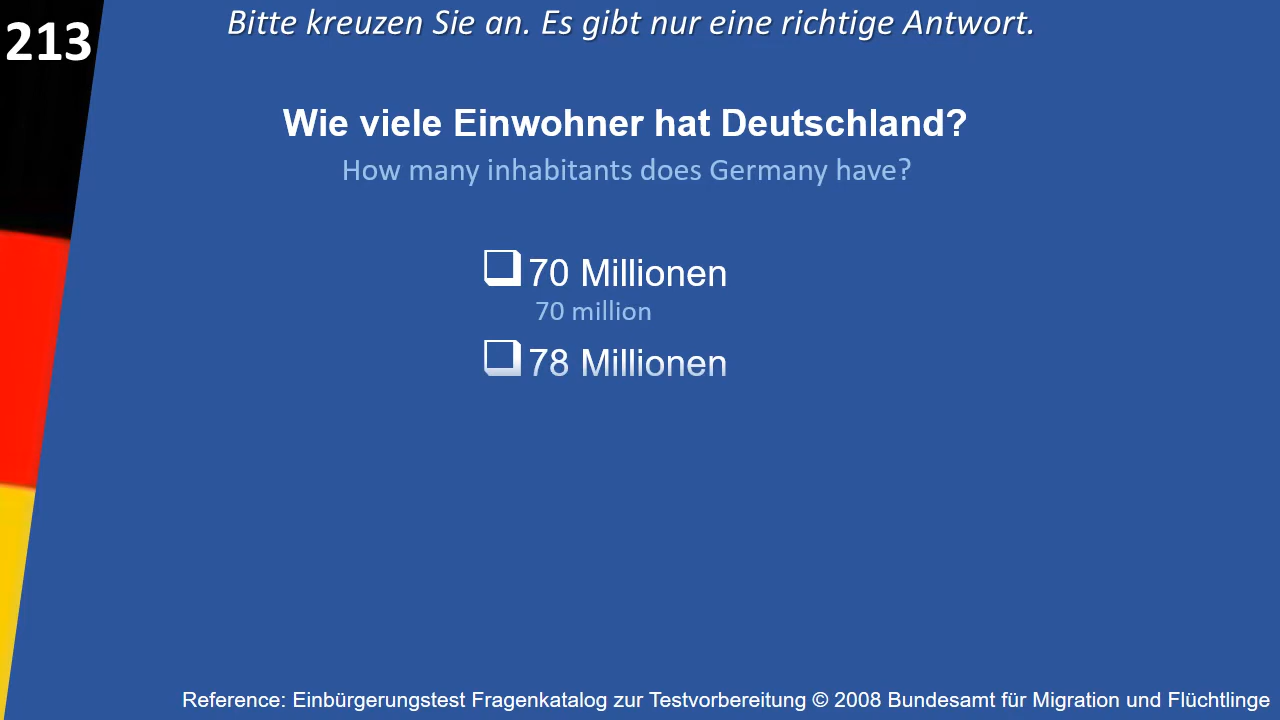 213
Bitte kreuzen Sie an. Es gibt nur eine richtige Antwort.
Wie viele Einwohner hat Deutschland?
How many inhabitants does Germany have?
70 Millionen
70 million
78 Millionen
Reference: Einbürgerungstest Fragenkatalog zur Testvorbereitung © 2008 Bundesamt für Migration und Flüchtlinge